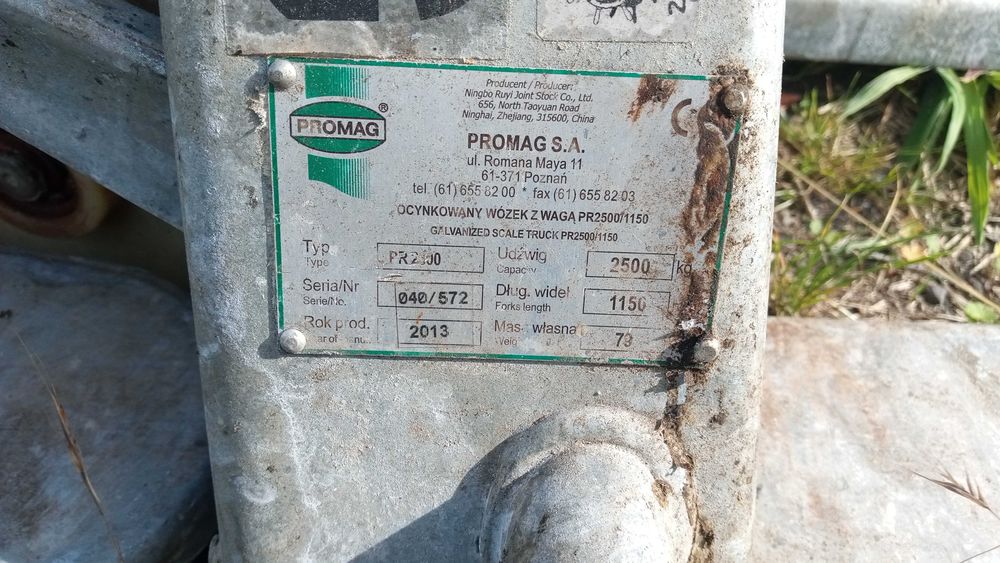 Producent / Producer:
Ningbo Ruyi Joint Stock Co., Ltd.
656, North Taoyuan Road
Ninghai, Zhejiang, 315600, China
PROMAG ®
CE
PROMAG S.A.
ul. Romana Maya 11
61-371 Poznań
tel. (61) 655 82 00 * fax (61) 655 82 03
OCYNKOWANY WÓZEK Z WAGĄ PR2500/1150
GALVANIZED SCALE TRUCK PR2500/1150
Typ Udźwig 2500 kg
Type Capacity
Seria/Nr 040/572 Dług. wideł 1150
Serie/No. Forks length
Rok prod. 2013 Mas własna